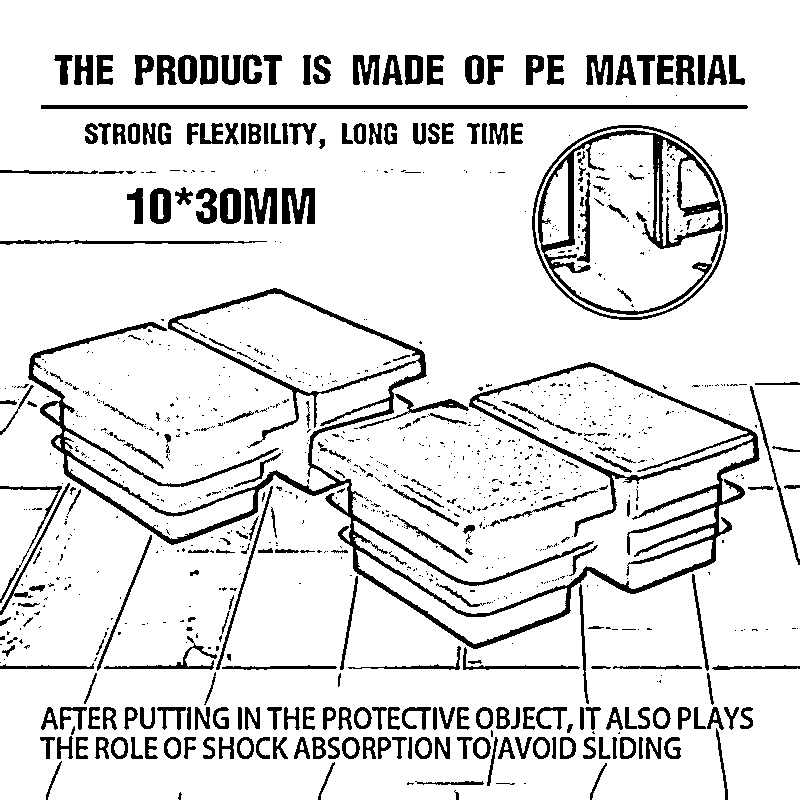 THE PRODUCT IS MADE OF PE MATERIAL
STRONG FLEXIBILITY, LONG USE TIME
10*30MM
AFTER PUTTING IN THE PROTECTIVE OBJECT, IT ALSO PLAYS
THE ROLE OF SHOCK ABSORPTION TO AVOID SLIDING